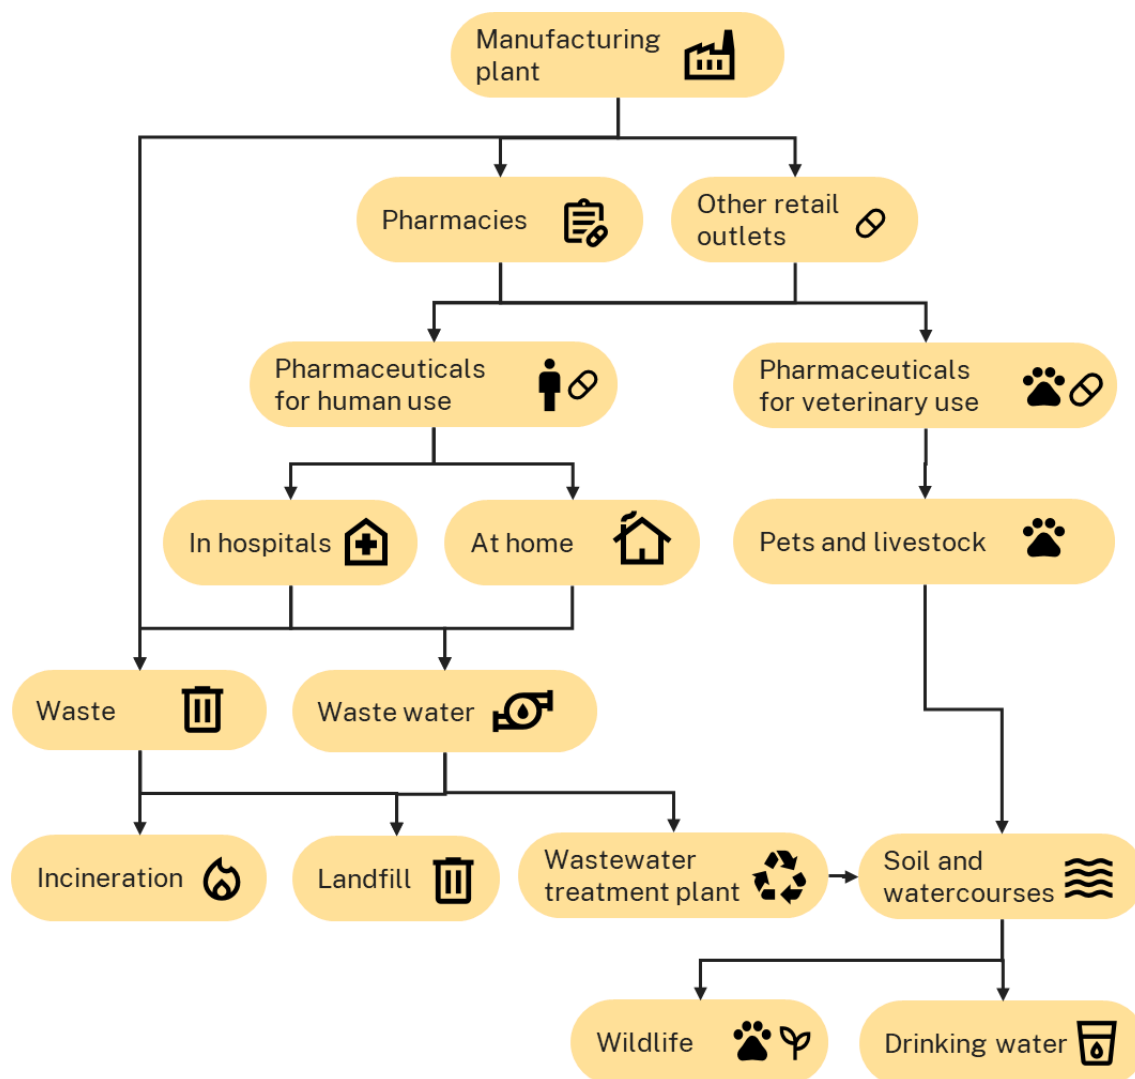 Manufacturing
plant
Pharmacies
Other retail
outlets
Pharmaceuticals
for human use
Pharmaceuticals
for veterinary use
In hospitals
At home
Pets and livestock
Waste
Waste water
Incineration
Landfill
Wastewater
treatment plant
Soil and
watercourses
Wildlife
Drinking water